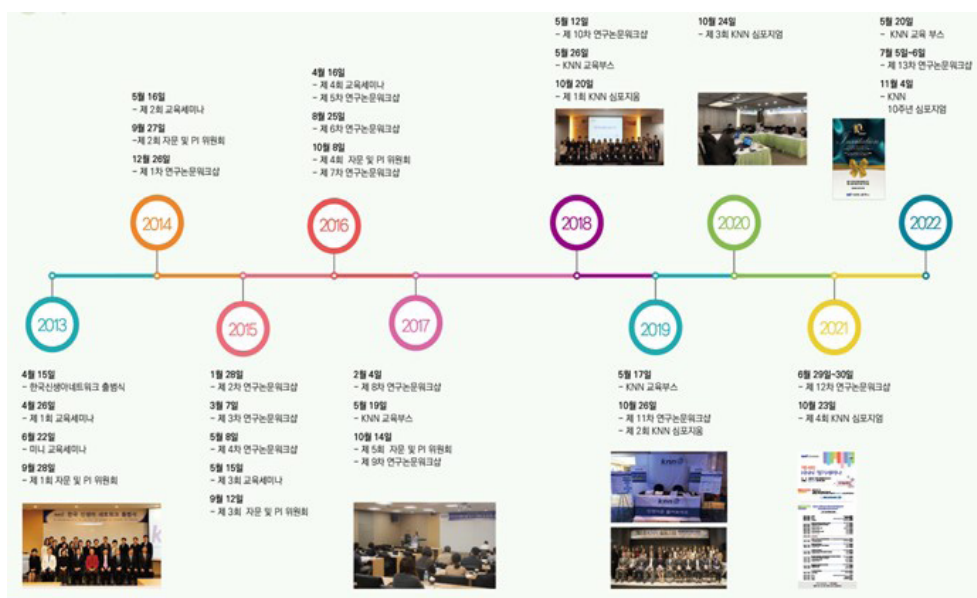 5월 16일
- 제 2회 교육세미나
9월 27일
-제 2회 자문 및 PI 위원회
12월 26일
- 제 1차 연구논문워크샵
4월 16일
- 제 4회 교육세미나
- 제 5차 연구논문워크샵
8월 25일
- 제 6차 연구논문워크샵
10월 8일
- 제 4회 자문 및 PI 위원회
- 제 7차 연구논문워크샵
5월 12일
- 제 10차 연구논문워크샵
5월 26일
- KNN 교육부스
10월 20일
- 제 1회 KNN 심포지움
10월 24일
- 제 3회 KNN 심포지엄
5월 20일
- KNN 교육 부스
7월 5일-6일
- 제 13차 연구논문워크샵
11월 4일
- KNN
10주년 심포지엄
2014
2016
2018
2020
2022
2013
2015
2017
2019
2021
4월 15일
- 한국신생아네트워크 출범식
4월 26일
- 제 1회 교육세미나
6월 22일
- 미니 교육세미나
9월 28일
- 제 1회 자문 및 PI 위원회
1월 28일
- 제 2차 연구논문워크샵
3월 7일
- 제 3차 연구논문워크샵
5월 8일
- 제 4차 연구논문워크샵
5월 15일
- 제 3회 교육세미나
9월 12일
- 제 3회 자문 및 PI 위원회
2월 4일
- 제 8차 연구논문워크샵
5월 19일
- KNN 교육부스
10월 14일
- 제 5회 자문 및 PI 위원회
- 제 9차 연구논문워크샵
5월 17일
- KNN 교육부스
10월 26일
- 제 11차 연구논문워크샵
- 제 2회 KNN 심포지움
6월 29일-30일
- 제 12차 연구논문워크샵
10월 23일
- 제 4회 KNN 심포지엄